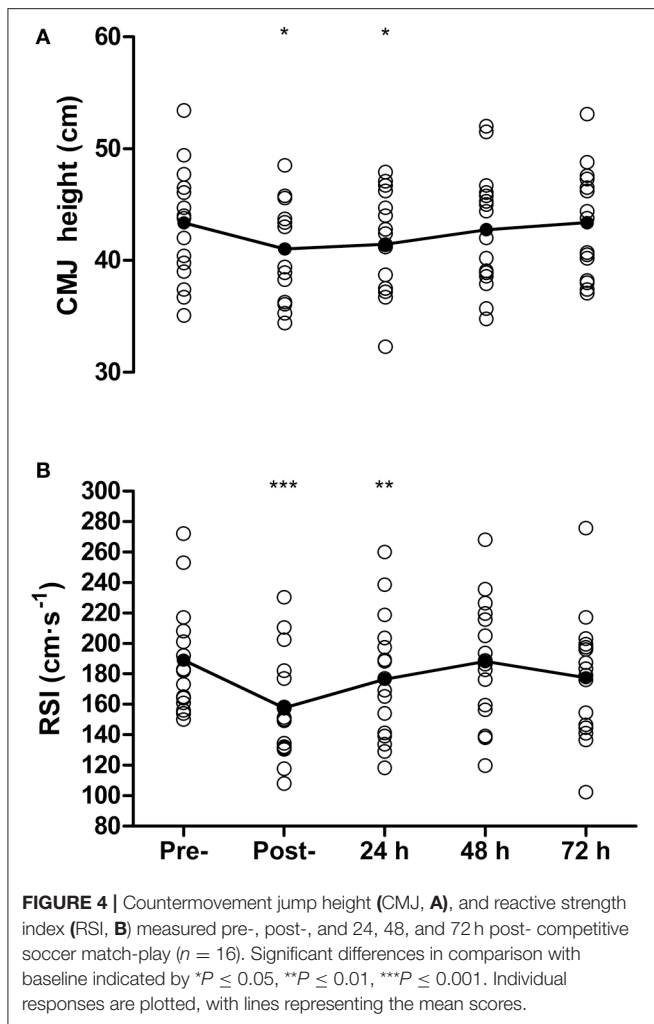 A
60
* *
50
40
30
CMJ height (cm)
B
*** **
300
280
260
240
220
200
180
160
140
120
100
80
RSI (cm·s⁻¹)
Pre- Post- 24 h 48 h 72 h
FIGURE 4 | Countermovement jump height (CMJ, A), and reactive strength
index (RSI, B) measured pre-, post-, and 24, 48, and 72 h post- competitive
soccer match-play (n = 16). Significant differences in comparison with
baseline indicated by *P ≤ 0.05, **P ≤ 0.01, ***P ≤ 0.001. Individual
responses are plotted, with lines representing the mean scores.